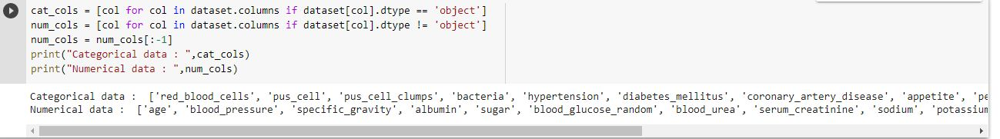 cat_cols = [col for col in dataset.columns if dataset[col].dtype == 'object']
num_cols = [col for col in dataset.columns if dataset[col].dtype != 'object']
num_cols = num_cols[:-1]
print("Categorical data : ",cat_cols)
print("Numerical data : ",num_cols)
Categorical data :  ['red_blood_cells', 'pus_cell', 'pus_cell_clumps', 'bacteria', 'hypertension', 'diabetes_mellitus', 'coronary_artery_disease', 'appetite', 'pe
Numerical data :  ['age', 'blood_pressure', 'specific_gravity', 'albumin', 'sugar', 'blood_glucose_random', 'blood_urea', 'serum_creatinine', 'sodium', 'potassium